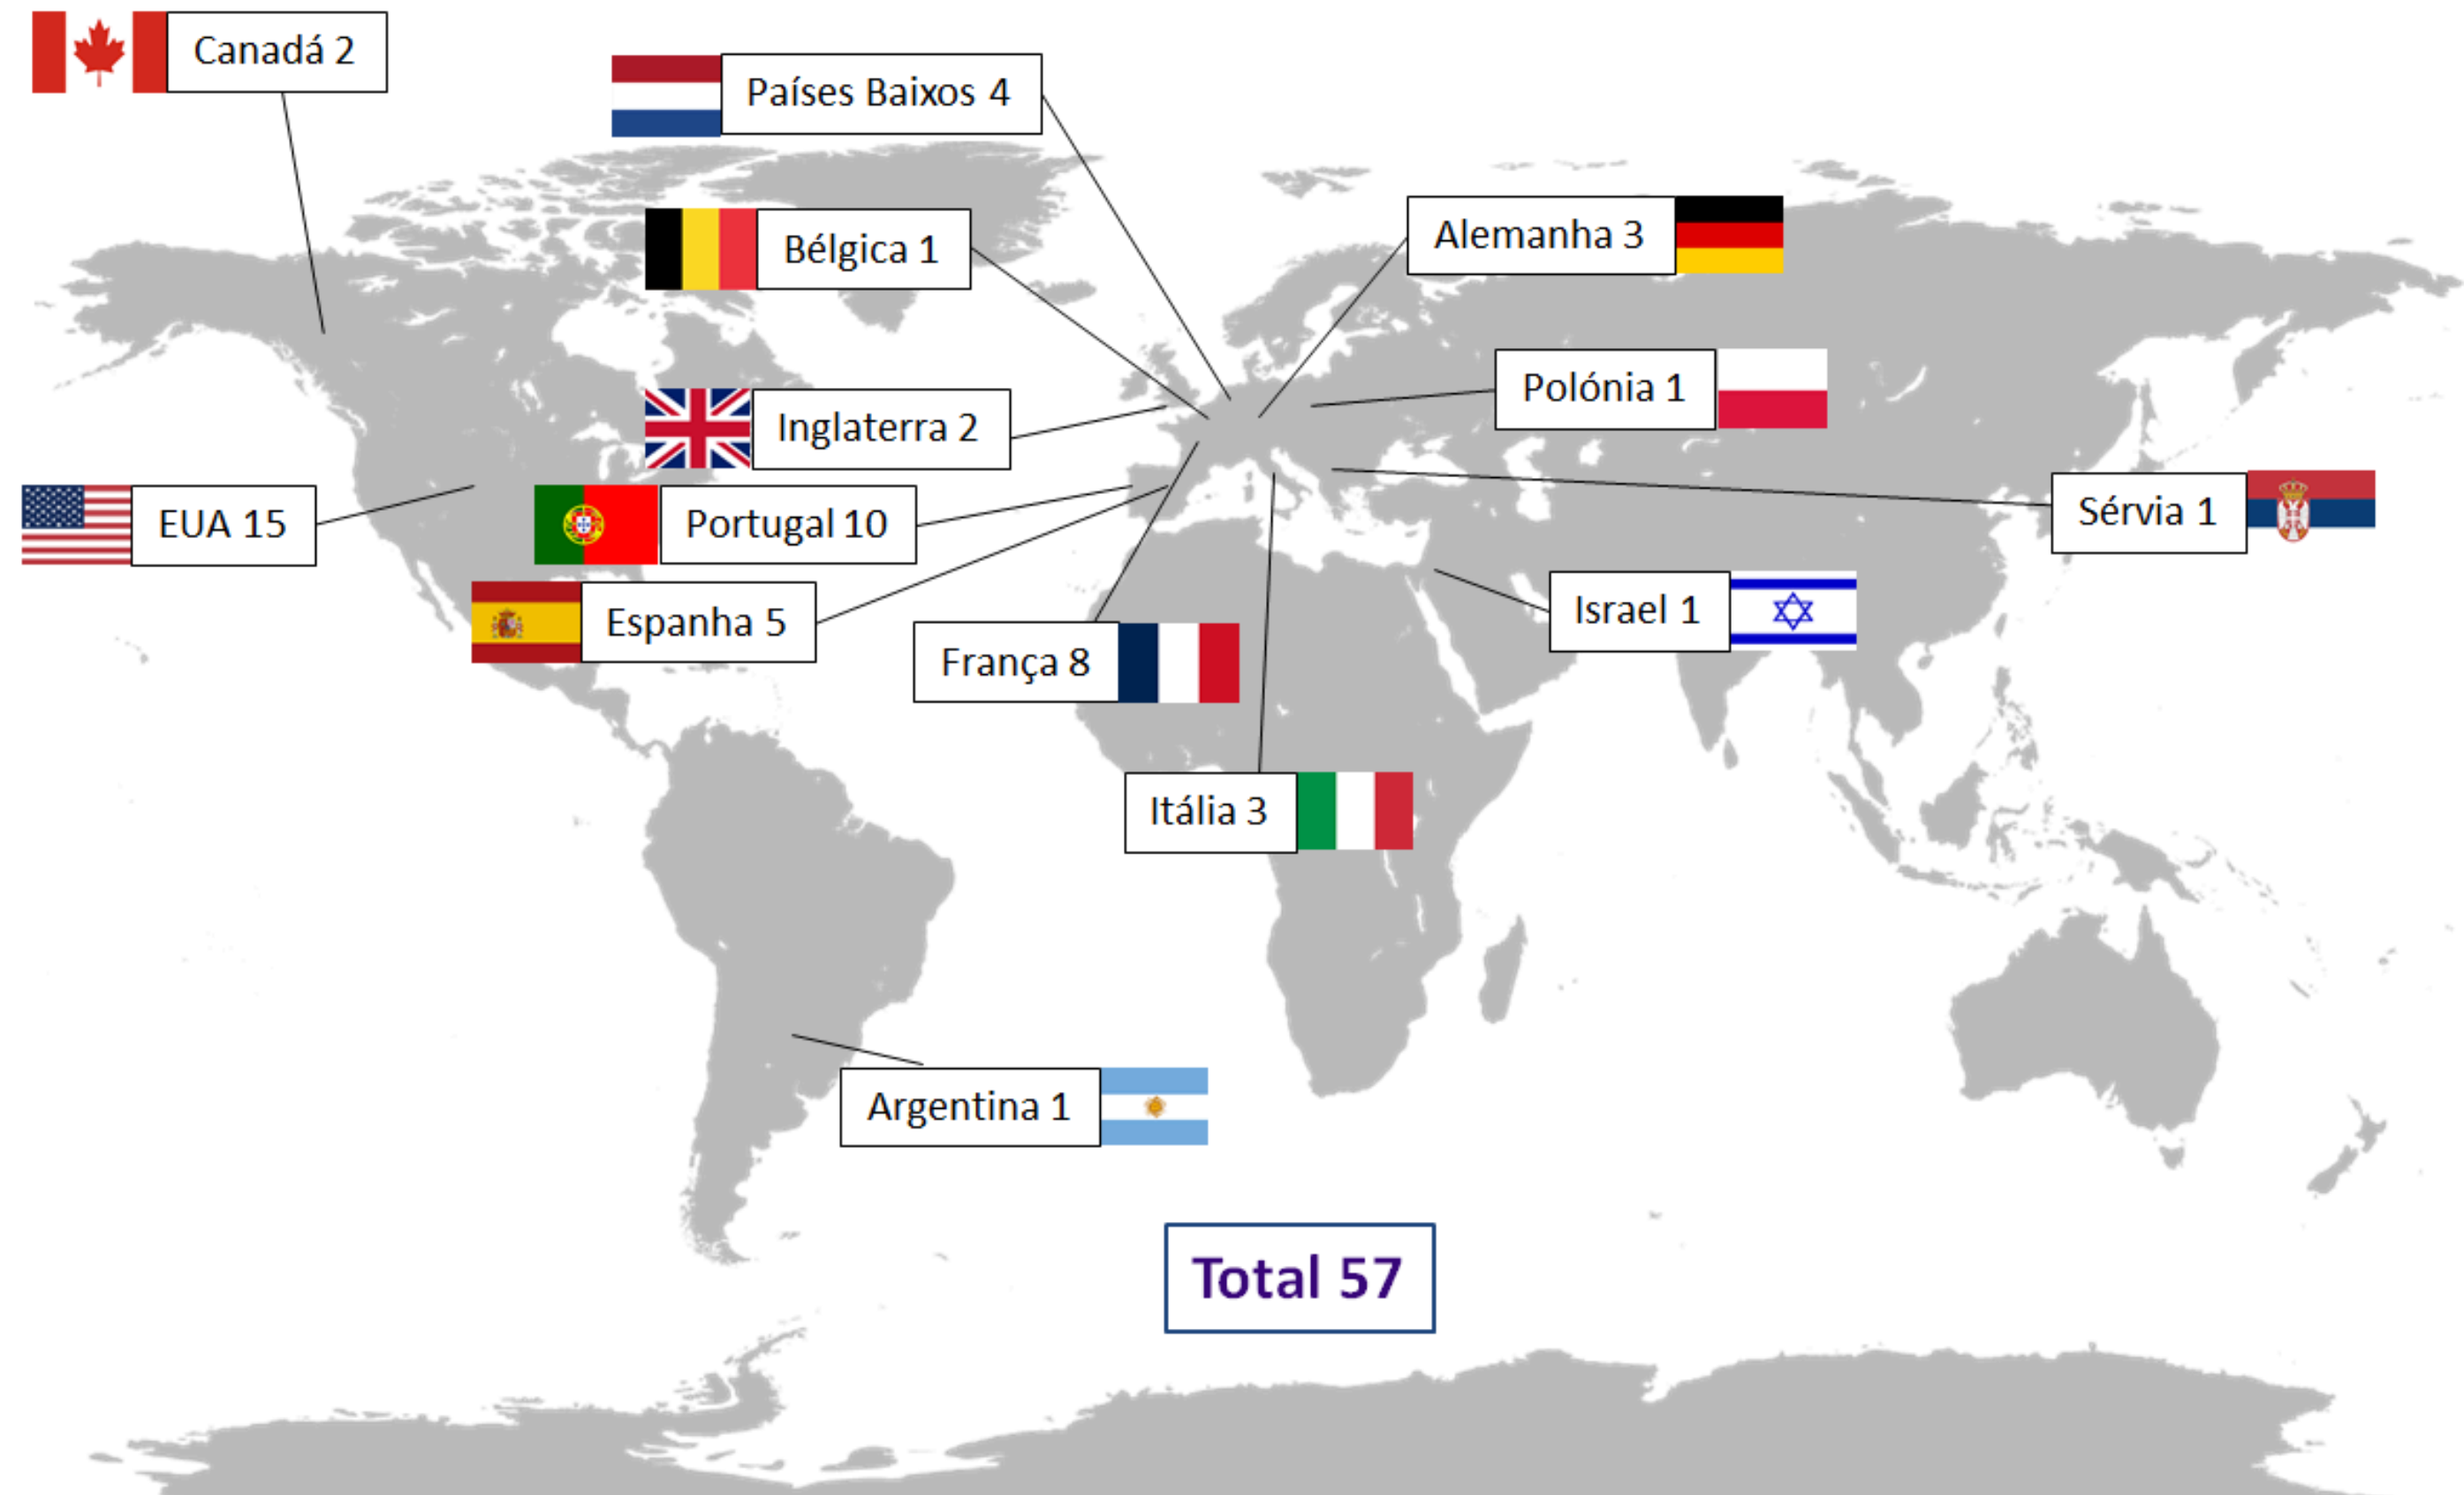 Canadá 2
Países Baixos 4
Bélgica 1
Alemanha 3
Inglaterra 2
Polónia 1
EUA 15
Portugal 10
Sérvia 1
Espanha 5
França 8
Israel 1
Itália 3
Argentina 1
Total 57